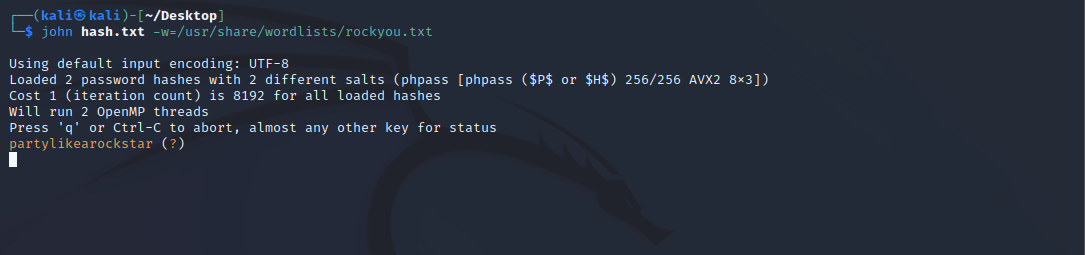 ┌──(kali㉿kali)-[~/Desktop]
└─$ john hash.txt -w=/usr/share/wordlists/rockyou.txt
Using default input encoding: UTF-8
Loaded 2 password hashes with 2 different salts (phpass [phpass ($P$ or $H$) 256/256 AVX2 8×3])
Cost 1 (iteration count) is 8192 for all loaded hashes
Will run 2 OpenMP threads
Press 'q' or Ctrl-C to abort, almost any other key for status
partylikearockstar (?)